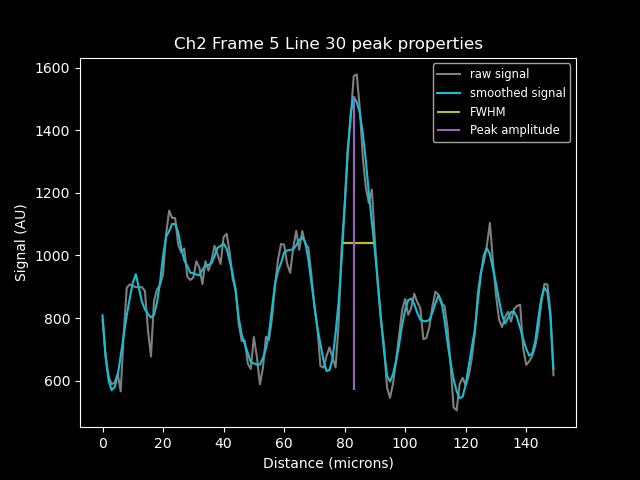 Ch2 Frame 5 Line 30 peak properties
raw signal
smoothed signal
FWHM
Peak amplitude
Signal (AU)
1600
1400
1200
1000
800
600
0 20 40 60 80 100 120 140
Distance (microns)